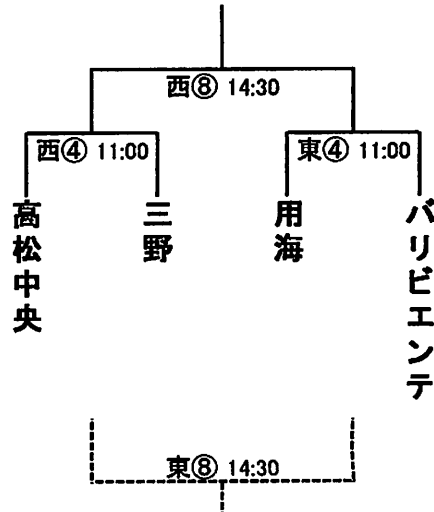 西⑧ 14:30
西④ 11:00
東④ 11:00
高松中央
三野
用海
バリビエンテ
東⑧ 14:30